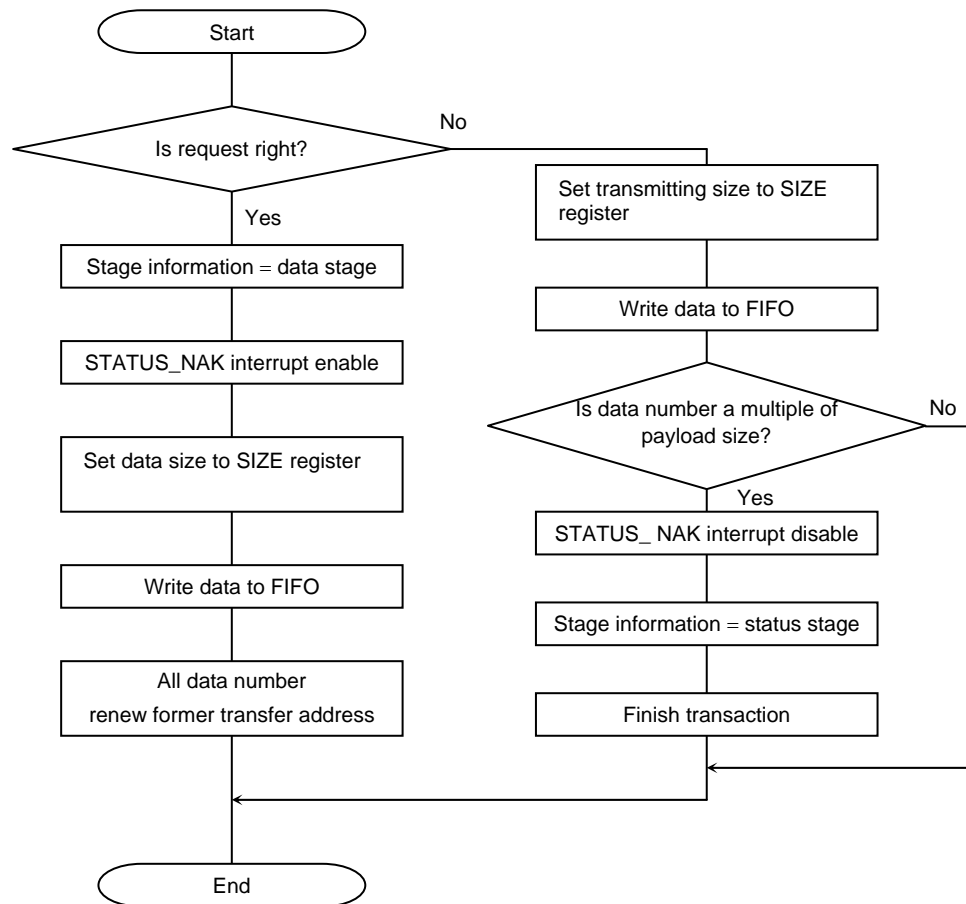 Start
Is request right?
No
Yes
Stage information = data stage
STATUS_NAK interrupt enable
Set data size to SIZE register
Write data to FIFO
All data number
renew former transfer address
Set transmitting size to SIZE
register
Write data to FIFO
Is data number a multiple of
payload size?
No
Yes
STATUS_ NAK interrupt disable
Stage information = status stage
Finish transaction
End